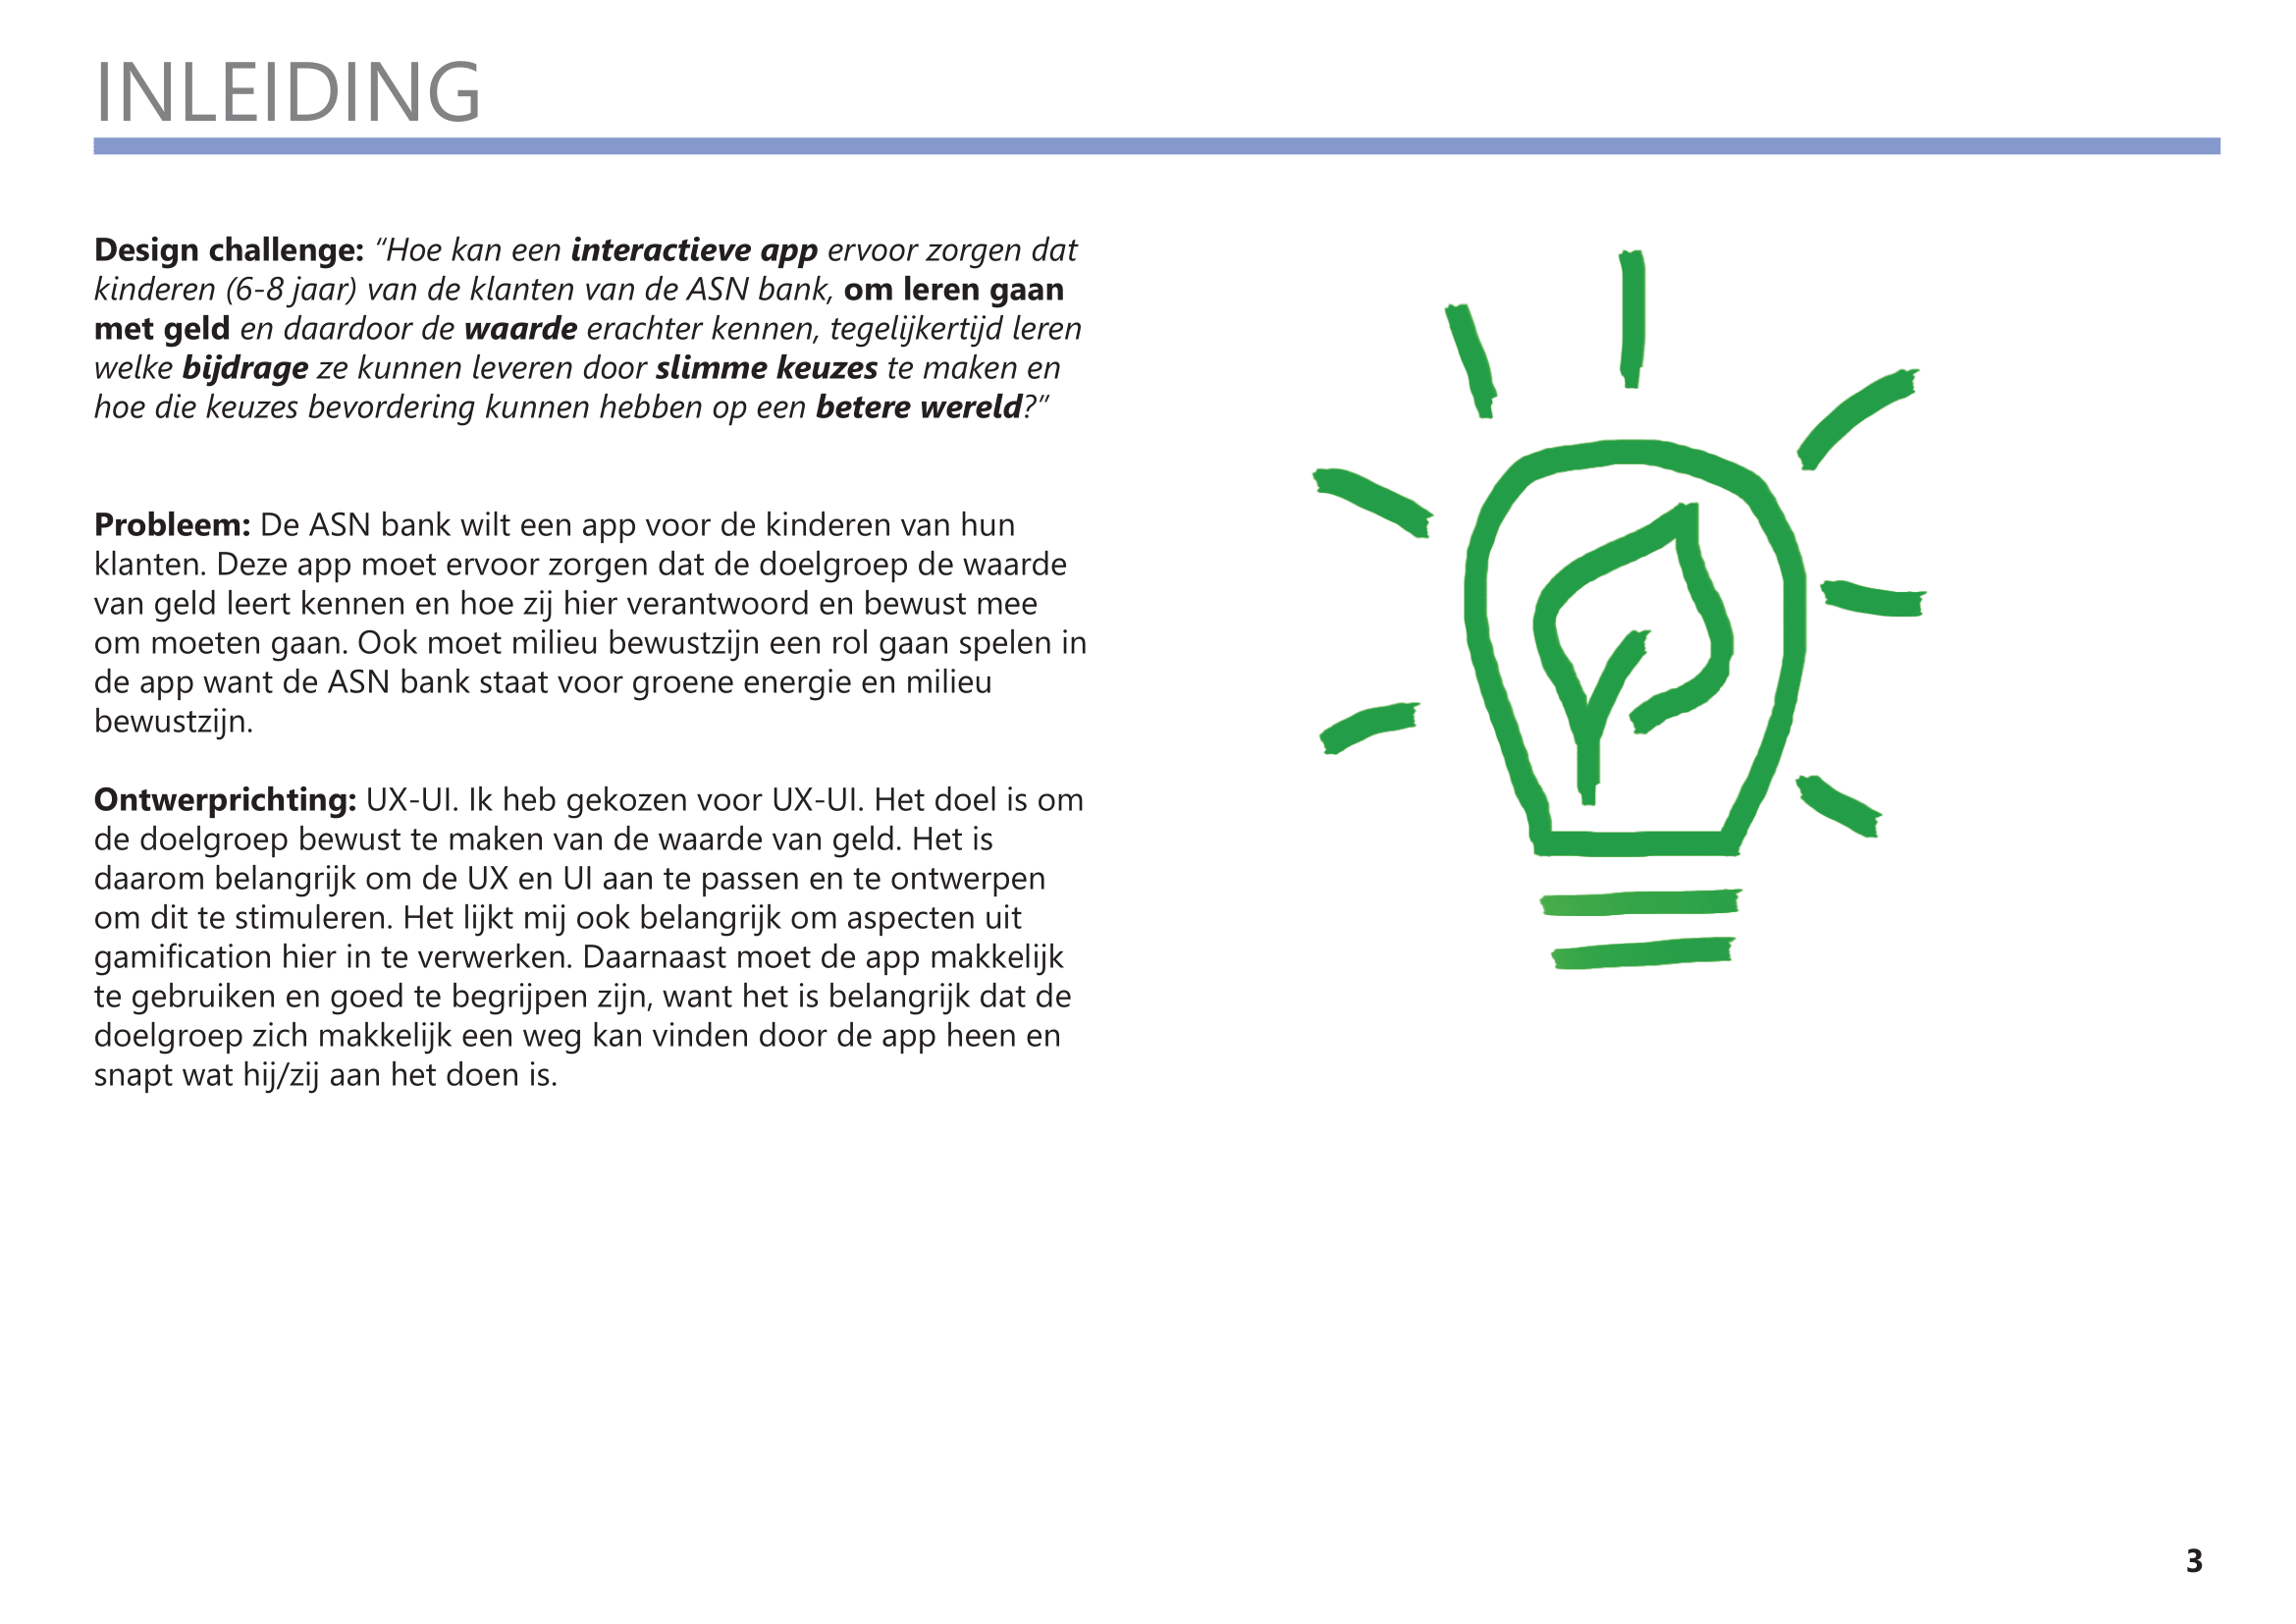 INLEIDING
Design challenge: “Hoe kan een interactieve app ervoor zorgen dat
kinderen (6-8 jaar) van de klanten van de ASN bank, om leren gaan
met geld en daardoor de waarde erachter kennen, tegelijkertijd leren
welke bijdrage ze kunnen leveren door slimme keuzes te maken en
hoe die keuzes bevordering kunnen hebben op een betere wereld?”
Probleem: De ASN bank wilt een app voor de kinderen van hun
klanten. Deze app moet ervoor zorgen dat de doelgroep de waarde
van geld leert kennen en hoe zij hier verantwoord en bewust mee
om moeten gaan. Ook moet milieu bewustzijn een rol gaan spelen in
de app want de ASN bank staat voor groene energie en milieu
bewustzijn.
Ontwerprichting: UX-UI. Ik heb gekozen voor UX-UI. Het doel is om
de doelgroep bewust te maken van de waarde van geld. Het is
daarom belangrijk om de UX en UI aan te passen en te ontwerpen
om dit te stimuleren. Het lijkt mij ook belangrijk om aspecten uit
gamification hier in te verwerken. Daarnaast moet de app makkelijk
te gebruiken en goed te begrijpen zijn, want het is belangrijk dat de
doelgroep zich makkelijk een weg kan vinden door de app heen en
snapt wat hij/zij aan het doen is.
3